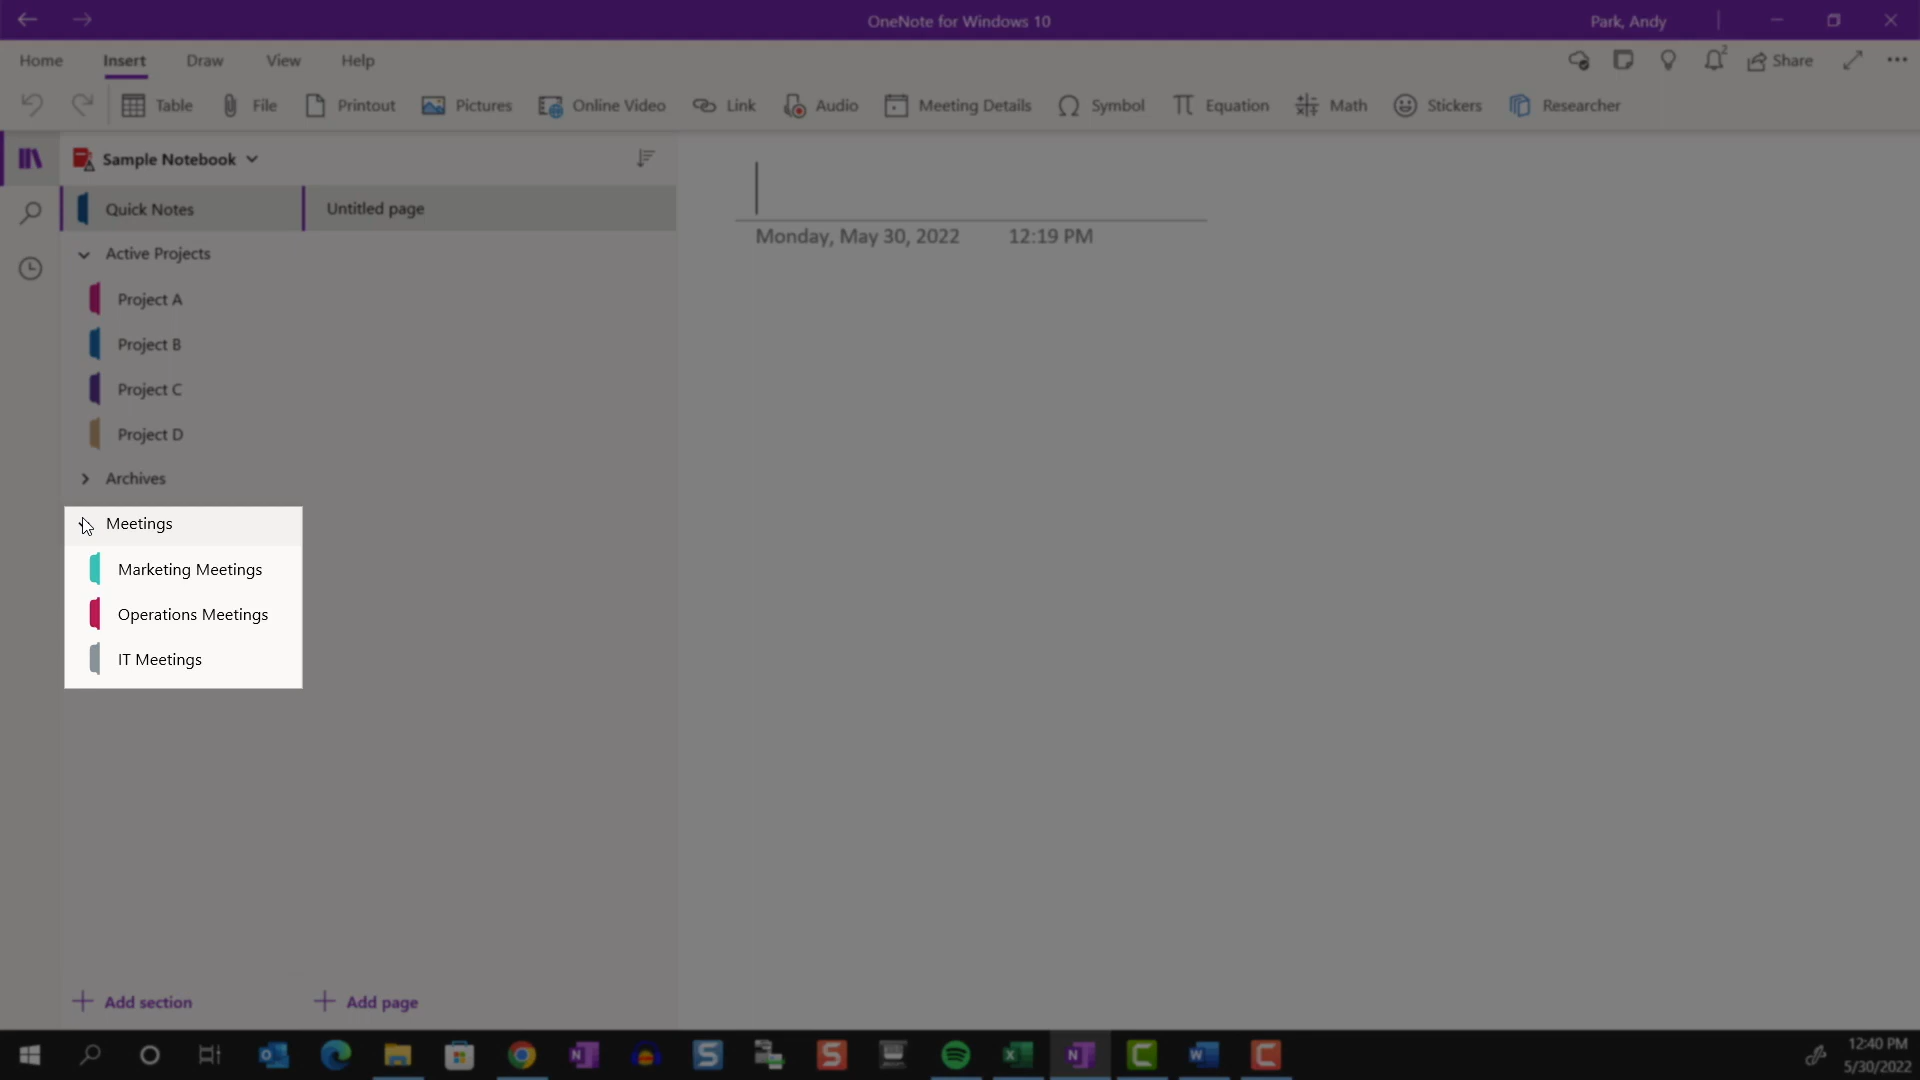 OneNote for Windows 10
Park, Andy
Home Insert Draw View Help
2
Share
Table File Printout Pictures Online Video Link Audio Meeting Details Symbol Equation Math Stickers Researcher
Sample Notebook
Quick Notes
Untitled page
Monday, May 30, 2022 12:19 PM
Active Projects
Project A
Project B
Project C
Project D
Archives
Meetings
Marketing Meetings
Operations Meetings
IT Meetings
Add section
Add page
12:40 PM
5/30/2022